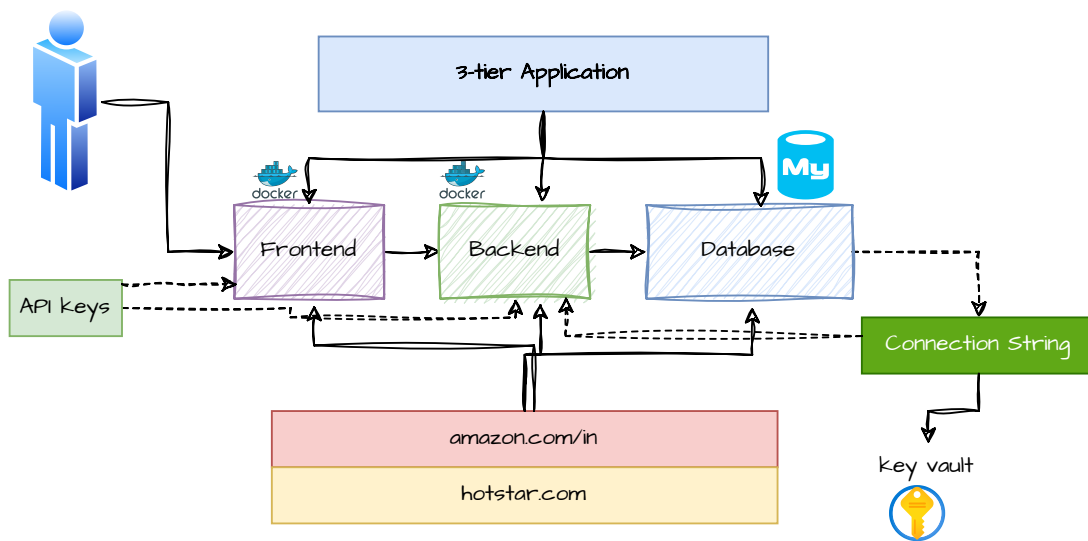 3-tier Application
My
docker
docker
Frontend
Backend
Database
API keys
Connection String
amazon.com/in
key vault
hotstar.com